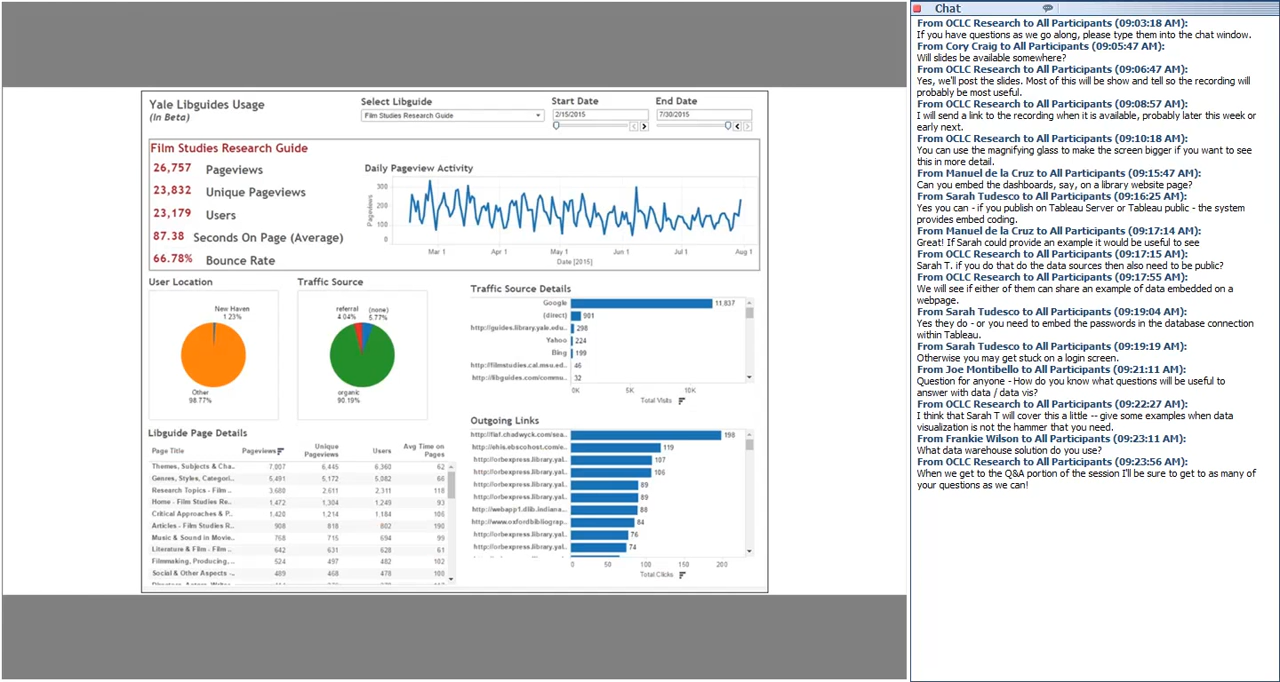 Yale Libguides Usage
(In Beta)
Select Libguide
Film Studies Research Guide
Start Date
2/15/2015
End Date
7/30/2015
Film Studies Research Guide
26,757 Pageviews
23,832 Unique Pageviews
23,179 Users
87.38 Seconds On Page (Average)
66.78% Bounce Rate
Daily Pageview Activity
Pageviews
300
200
100
0
Mar 1 Apr 1 May 1 Jun 1 Jul 1 Aug 1
Date [2015]
User Location
New Haven
1.23%
Other
98.77%
Traffic Source
referral
4.04%
(none)
5.77%
organic
90.19%
Traffic Source Details
Google 11,837
(direct) 901
http://guides.library.yale.edu.. 298
Yahoo 224
Bing 199
http://filmstudies.cal.msu.ed.. 46
http://libguides.com/commu.. 32
0K 5K 10K
Total Visits
Outgoing Links
http://fiaf.chadwyck.com/sea.. 198
http://ehis.ebscohost.com/e.. 119
http://orbexpress.library.yal.. 107
http://orbexpress.library.yal.. 106
http://orbexpress.library.yal.. 89
http://orbexpress.library.yal.. 89
http://webapp1.dlib.indiana... 88
http://www.oxfordbibliograp.. 84
http://orbexpress.library.yal.. 76
http://orbexpress.library.yal.. 74
0 50 100 150 200
Total Clicks
Libguide Page Details
Page Title Pageviews Unique Pageviews Users Avg Time on Pages
Themes, Subjects & Cha.. 7,007 6,445 6,360 62
Genres, Styles, Categori.. 5,491 5,172 5,082 66
Research Topics - Film .. 3,680 2,611 2,311 118
Home - Film Studies Re.. 1,472 1,304 1,249 93
Critical Approaches & P.. 1,420 1,214 1,184 106
Articles - Film Studies R.. 908 818 802 190
Music & Sound in Movie.. 768 715 694 99
Literature & Film - Film .. 642 631 628 61
Filmmaking, Producing,.. 524 497 482 102
Social & Other Aspects -.. 489 468 478 100
Chat
From OCLC Research to All Participants (09:03:18 AM):
If you have questions as we go along, please type them into the chat window.
From Cory Craig to All Participants (09:05:47 AM):
Will slides be available somewhere?
From OCLC Research to All Participants (09:06:47 AM):
Yes, we'll post the slides. Most of this will be show and tell so the recording will
probably be most useful.
From OCLC Research to All Participants (09:08:57 AM):
I will send a link to the recording when it is available, probably later this week or
early next.
From OCLC Research to All Participants (09:10:18 AM):
You can use the magnifying glass to make the screen bigger if you want to see
this in more detail.
From Manuel de la Cruz to All Participants (09:15:47 AM):
Can you embed the dashboards, say, on a library website page?
From Sarah Tudesco to All Participants (09:16:25 AM):
Yes you can - if you publish on Tableau Server or Tableau public - the system
provides embed coding.
From Manuel de la Cruz to All Participants (09:17:14 AM):
Great! If Sarah could provide an example it would be useful to see
From OCLC Research to All Participants (09:17:15 AM):
Sarah T. if you do that do the data sources then also need to be public?
From OCLC Research to All Participants (09:17:55 AM):
We will see if either of them can share an example of data embedded on a
webpage.
From Sarah Tudesco to All Participants (09:19:04 AM):
Yes they do - or you need to embed the passwords in the database connection
within Tableau.
From Sarah Tudesco to All Participants (09:19:19 AM):
Otherwise you may get stuck on a login screen.
From Joe Montibello to All Participants (09:21:11 AM):
Question for anyone - How do you know what questions will be useful to
answer with data / data vis?
From OCLC Research to All Participants (09:22:27 AM):
I think that Sarah T will cover this a little -- give some examples when data
visualization is not the hammer that you need.
From Frankie Wilson to All Participants (09:23:11 AM):
What data warehouse solution do you use?
From OCLC Research to All Participants (09:23:56 AM):
When we get to the Q&A portion of the session I'll be sure to get to as many of
your questions as we can!